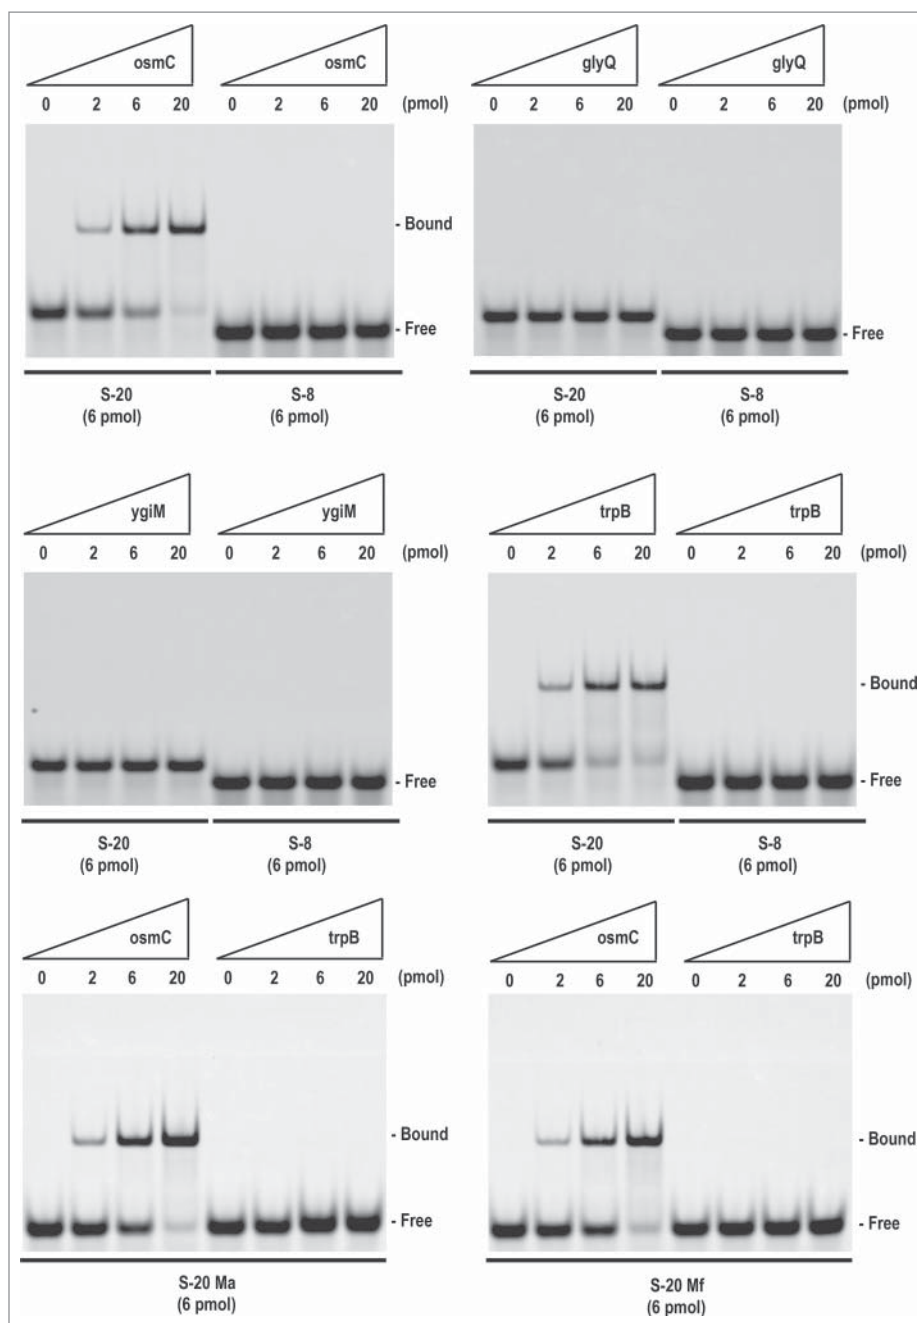 osmC osmC glyQ glyQ
0 2 6 20 0 2 6 20 (pmol) 0 2 6 20 0 2 6 20
- Bound
- Free - Free
S-20 S-8 S-20 S-8
(6 pmol) (6 pmol) (6 pmol) (6 pmol)
ygiM ygiM trpB trpB
0 2 6 20 0 2 6 20 (pmol) 0 2 6 20 0 2 6 20 (pmol)
- Bound
- Free - Free
S-20 S-8 S-20 S-8
(6 pmol) (6 pmol) (6 pmol) (6 pmol)
osmC trpB osmC trpB
0 2 6 20 0 2 6 20 (pmol) 0 2 6 20 0 2 6 20 (pmol)
- Bound - Bound
- Free - Free
S-20 Ma S-20 Mf
(6 pmol) (6 pmol)